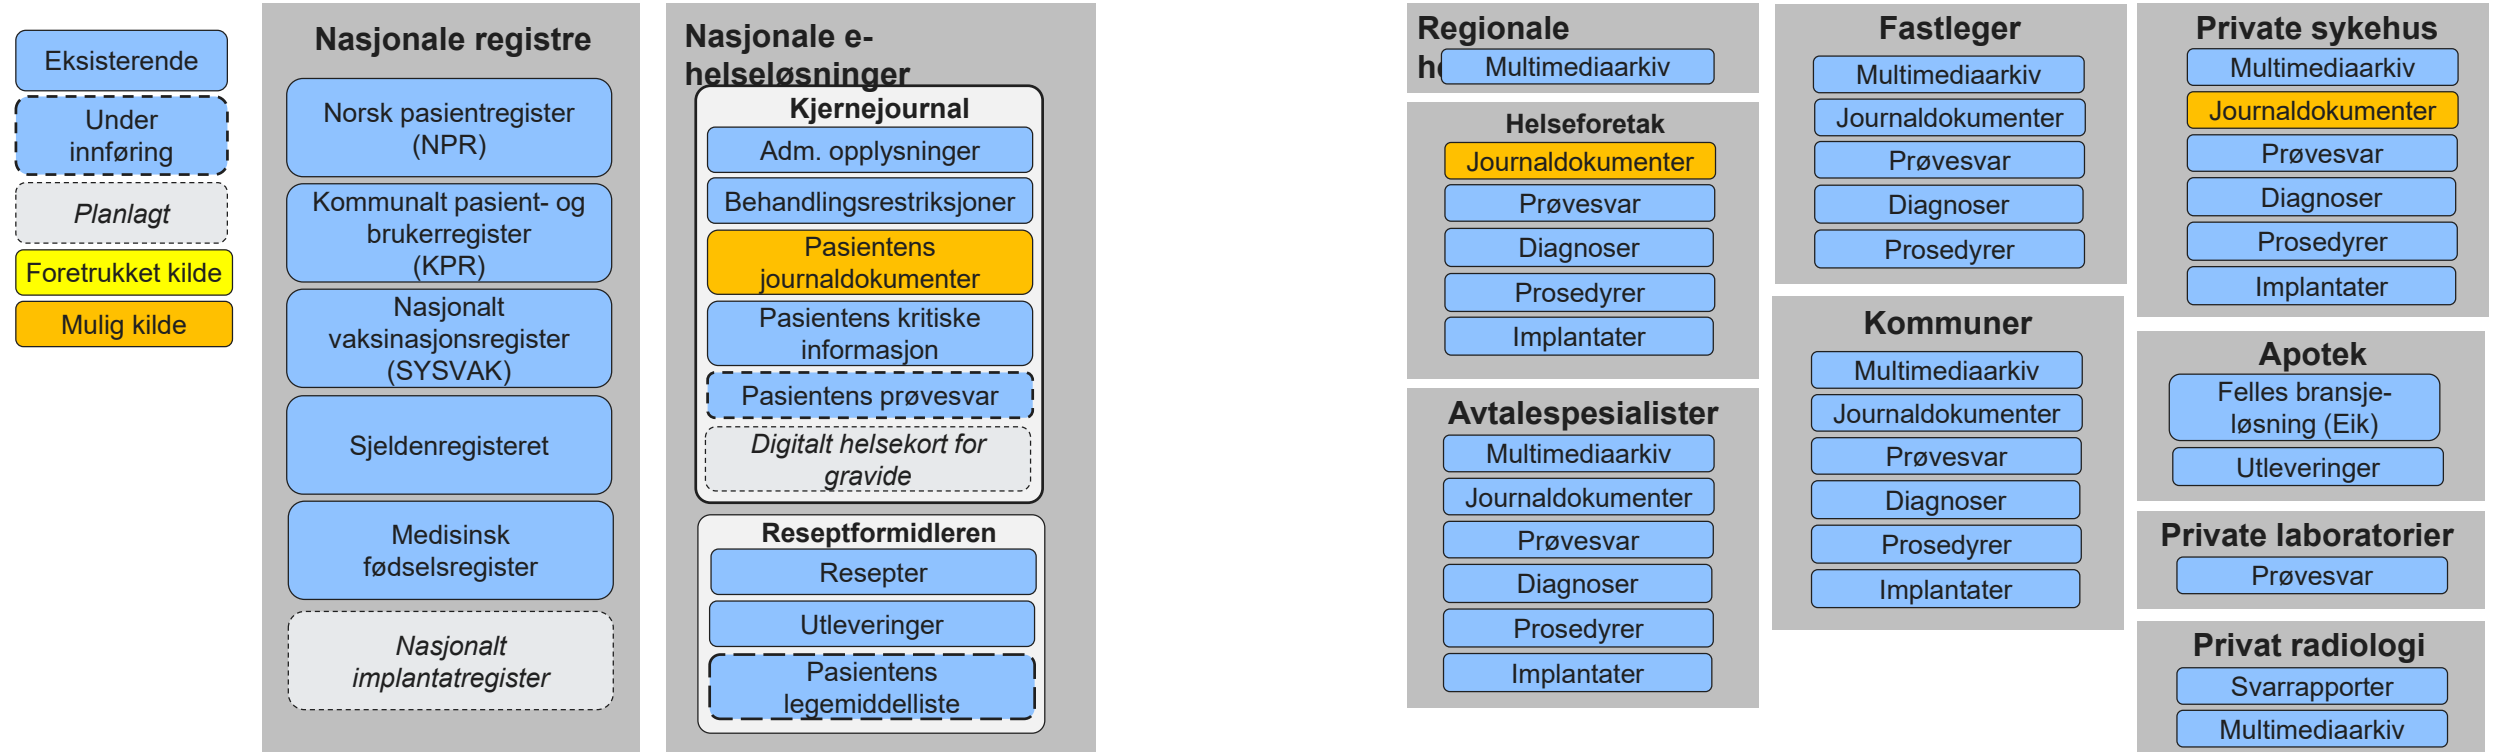 Eksisterende
Under
innføring
Planlagt
Foretrukket kilde
Mulig kilde
Nasjonale registre
Norsk pasientregister
(NPR)
Kommunalt pasient- og
brukerregister
(KPR)
Nasjonalt
vaksinasjonsregister
(SYSVAK)
Sjeldenregisteret
Medisinsk
fødselsregister
Nasjonalt
implantatregister
Nasjonale e-
helseløsninger
Kjernejournal
Adm. opplysninger
Behandlingsrestriksjoner
Pasientens
journaldokumenter
Pasientens kritiske
informasjon
Pasientens prøvesvar
Digitalt helsekort for
gravide
Reseptformidleren
Resepter
Utleveringer
Pasientens
legemiddelliste
Regionale
Multimediaarkiv
Helseforetak
Journaldokumenter
Prøvesvar
Diagnoser
Prosedyrer
Implantater
Avtalespesialister
Multimediaarkiv
Journaldokumenter
Prøvesvar
Diagnoser
Prosedyrer
Implantater
Fastleger
Multimediaarkiv
Journaldokumenter
Prøvesvar
Diagnoser
Prosedyrer
Kommuner
Multimediaarkiv
Journaldokumenter
Prøvesvar
Diagnoser
Prosedyrer
Implantater
Private sykehus
Multimediaarkiv
Journaldokumenter
Prøvesvar
Diagnoser
Prosedyrer
Implantater
Apotek
Felles bransje-
løsning (Eik)
Utleveringer
Private laboratorier
Prøvesvar
Privat radiologi
Svarrapporter
Multimediaarkiv